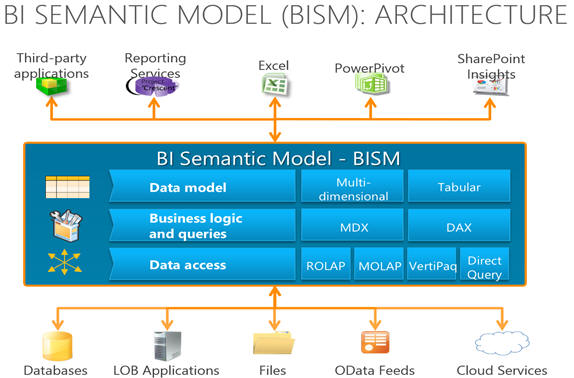 BI SEMANTIC MODEL (BISM): ARCHITECTURE
Third-party
applications
Reporting
Services
Project
"Crescent"
Excel
PowerPivot
SharePoint
Insights
BI Semantic Model - BISM
Data model
Multi-
dimensional
Tabular
Business logic
and queries
MDX
DAX
Data access
ROLAP
MOLAP
VertiPaq
Direct
Query
Databases
LOB Applications
Files
OData Feeds
Cloud Services